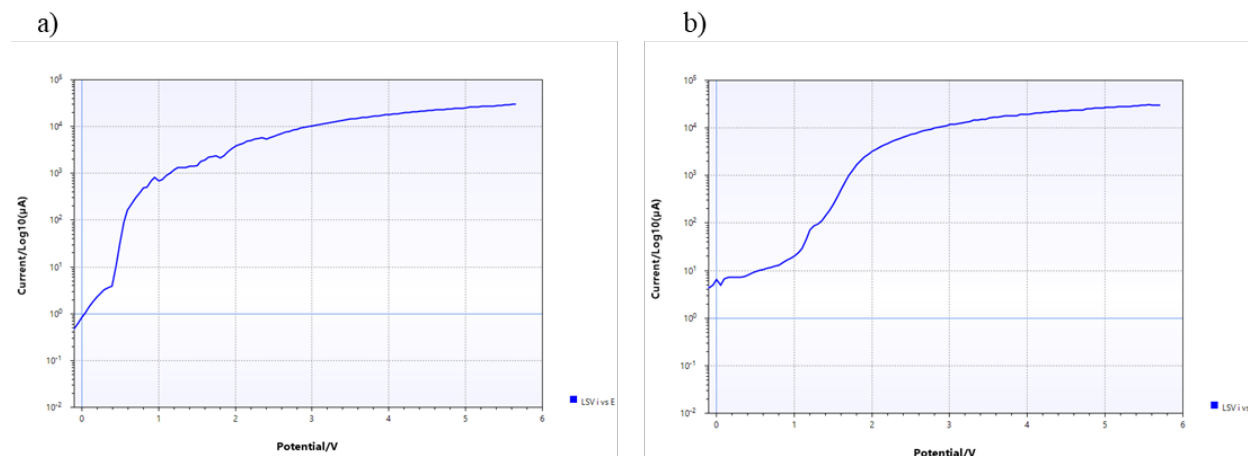 a)
b)
10⁵
10⁴
10³
10²
10¹
10⁰
10⁻¹
10⁻²
Current/Log10(µA)
0 1 2 3 4 5 6
Potential/V
LSV i vs E
10⁵
10⁴
10³
10²
10¹
10⁰
10⁻¹
10⁻²
Current/Log10(µA)
0 1 2 3 4 5 6
Potential/V
LSV i vs